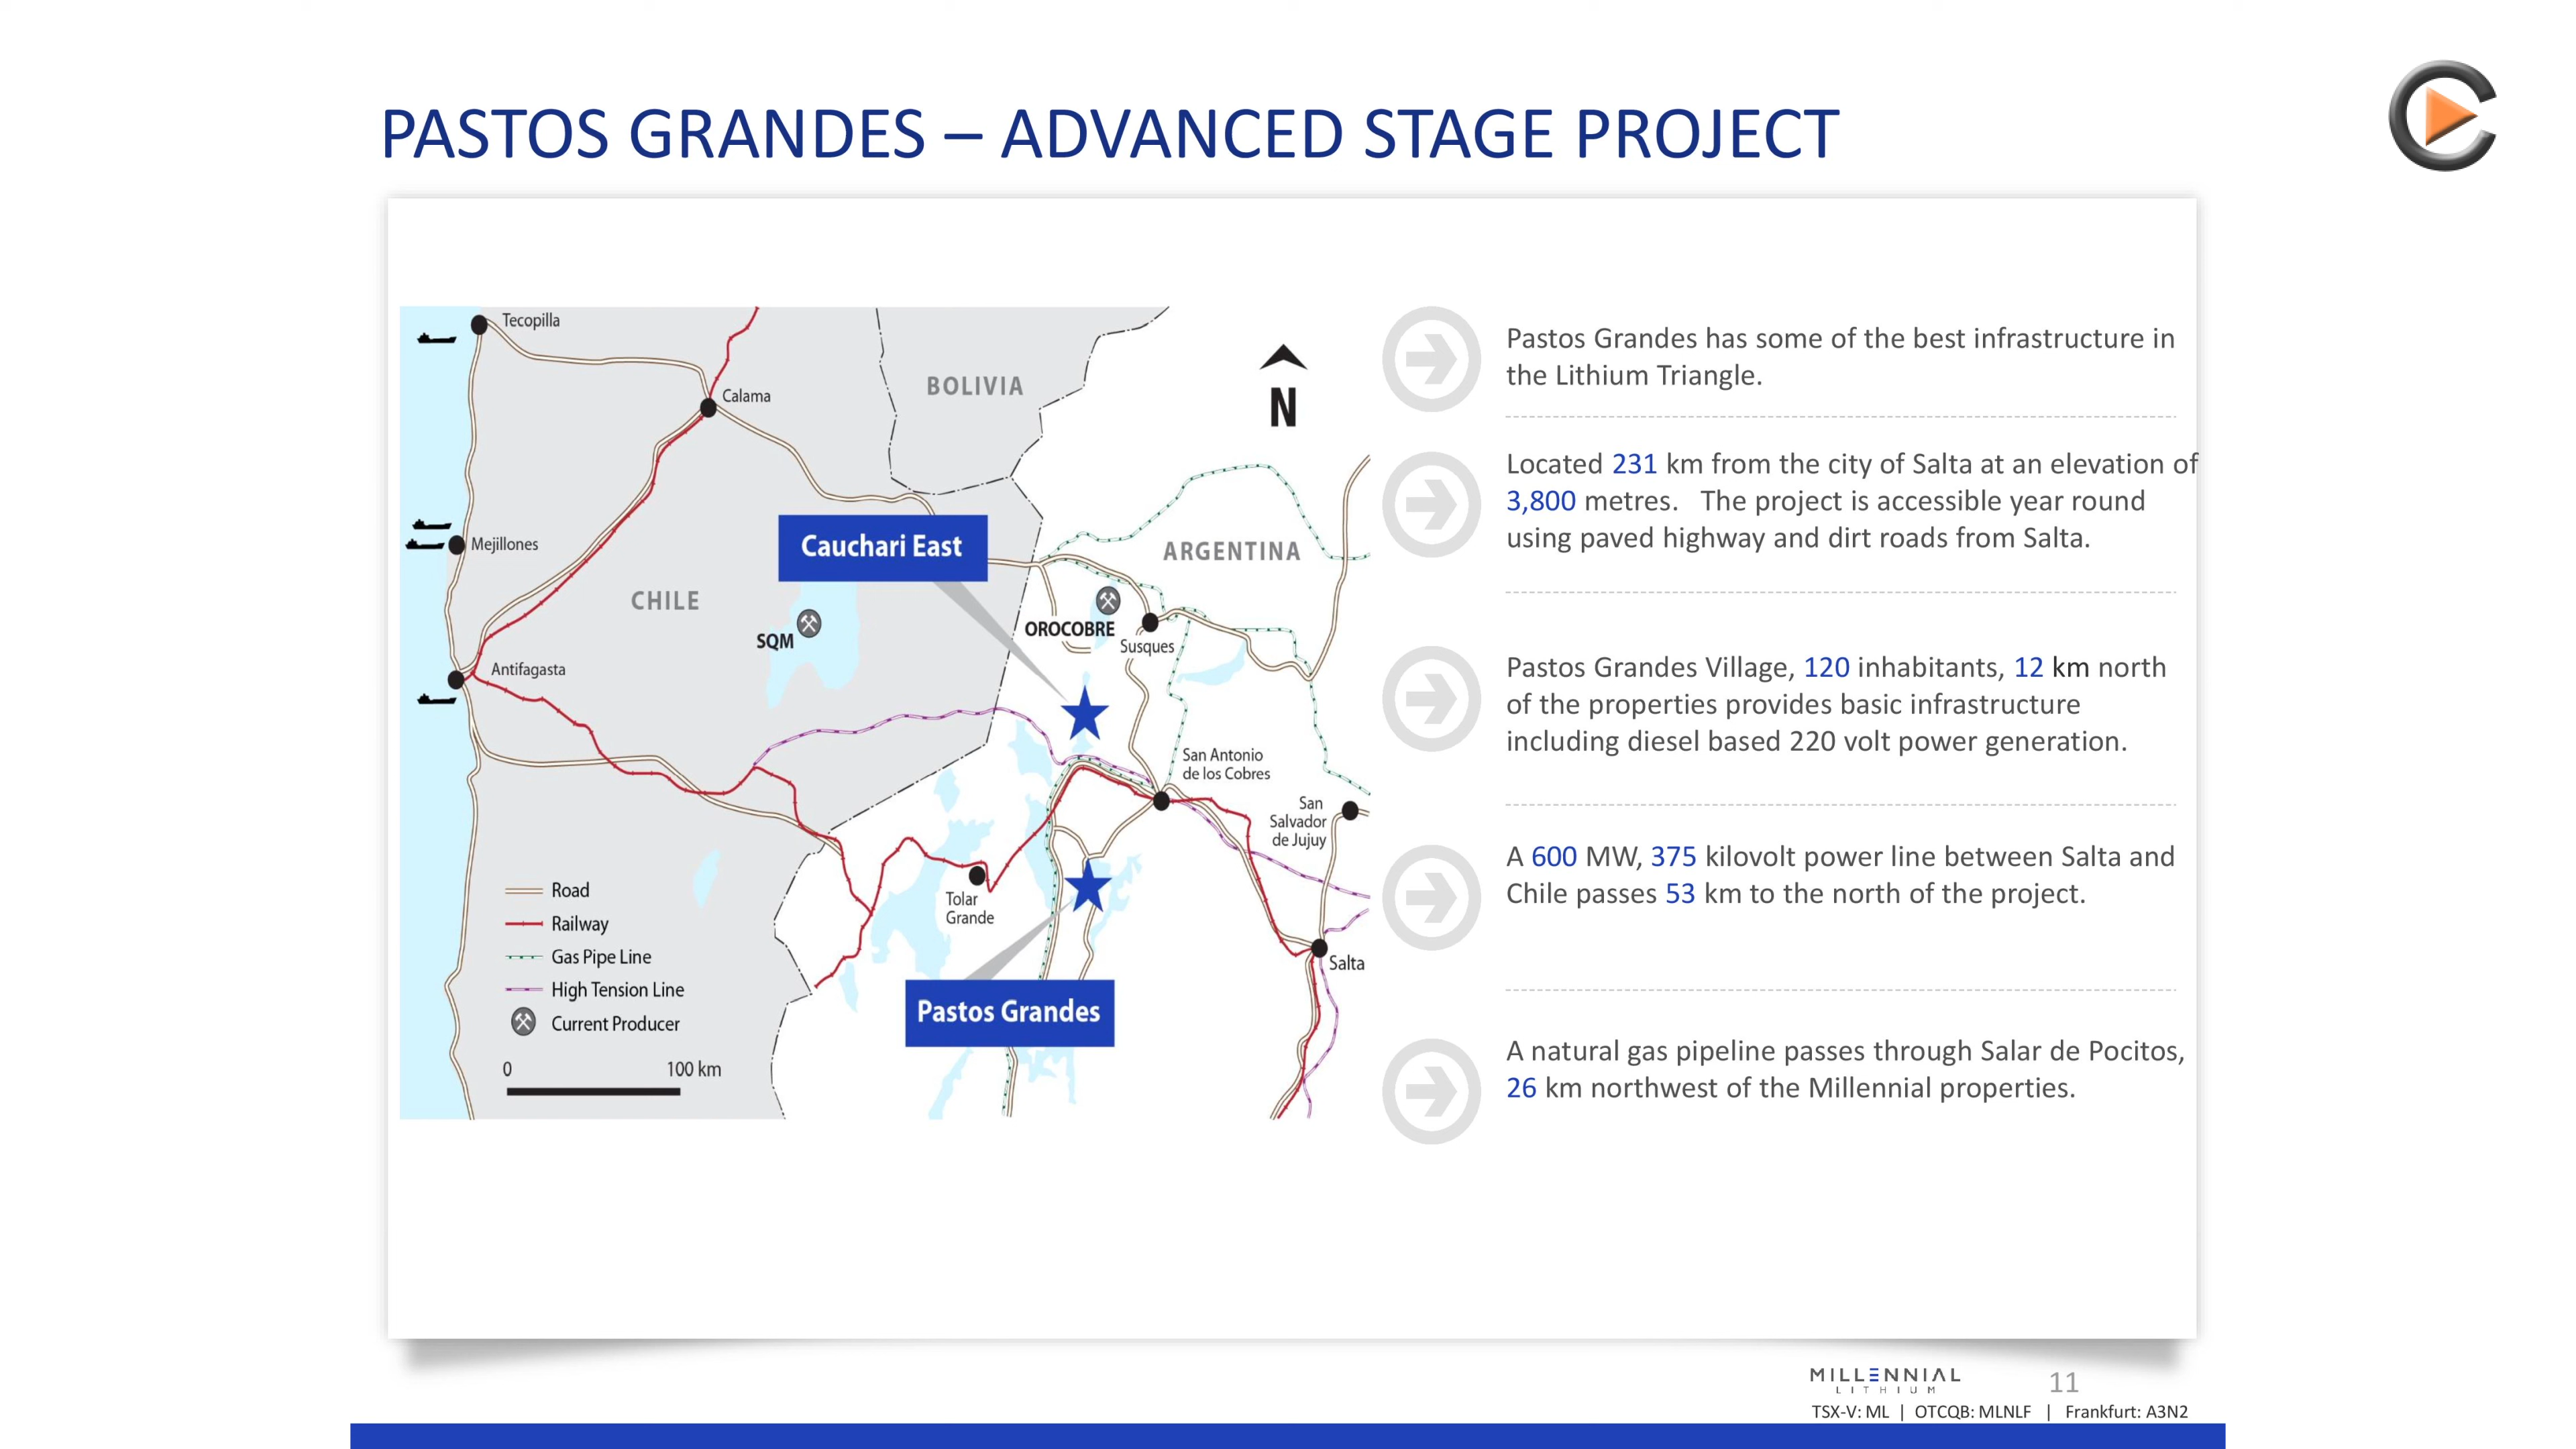 PASTOS GRANDES – ADVANCED STAGE PROJECT
Tecopilla
Calama
BOLIVIA
N
Mejillones
Cauchari East
ARGENTINA
CHILE
SQM
OROCOBRE
Susques
Antifagasta
San Antonio
de los Cobres
San
Salvador
de Jujuy
Tolar
Grande
Salta
Pastos Grandes
Road
Railway
Gas Pipe Line
High Tension Line
Current Producer
0 100 km
Pastos Grandes has some of the best infrastructure in
the Lithium Triangle.
Located 231 km from the city of Salta at an elevation of
3,800 metres. The project is accessible year round
using paved highway and dirt roads from Salta.
Pastos Grandes Village, 120 inhabitants, 12 km north
of the properties provides basic infrastructure
including diesel based 220 volt power generation.
A 600 MW, 375 kilovolt power line between Salta and
Chile passes 53 km to the north of the project.
A natural gas pipeline passes through Salar de Pocitos,
26 km northwest of the Millennial properties.
MILLENNIAL
LITHIUM
11
TSX-V: ML | OTCQB: MLNLF | Frankfurt: A3N2